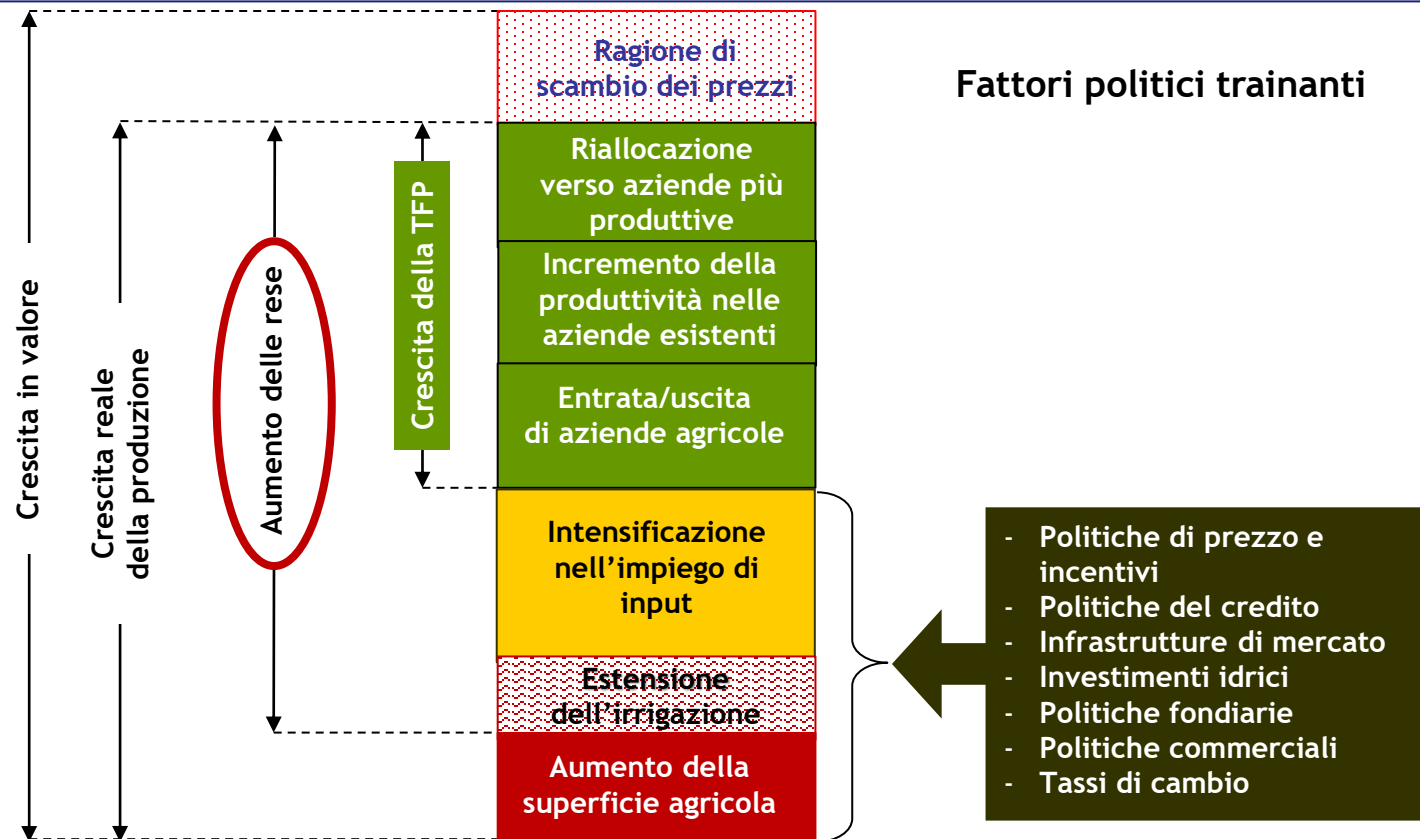 Ragione di
scambio dei prezzi
Fattori politici trainanti
Riallocazione
verso aziende più
produttive
Incremento della
produttività nelle
aziende esistenti
Entrata/uscita
di aziende agricole
Intensificazione
nell’impiego di
input
Estensione
dell’irrigazione
Aumento della
superficie agricola
Crescita in valore
Crescita reale
della produzione
Aumento delle rese
Crescita della TFP
- Politiche di prezzo e
incentivi
- Politiche del credito
- Infrastrutture di mercato
- Investimenti idrici
- Politiche fondiarie
- Politiche commerciali
- Tassi di cambio